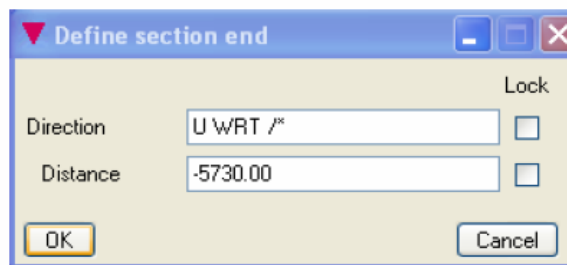 Define section end
Lock
Direction U WRT /*
Distance -5730.00
OK Cancel